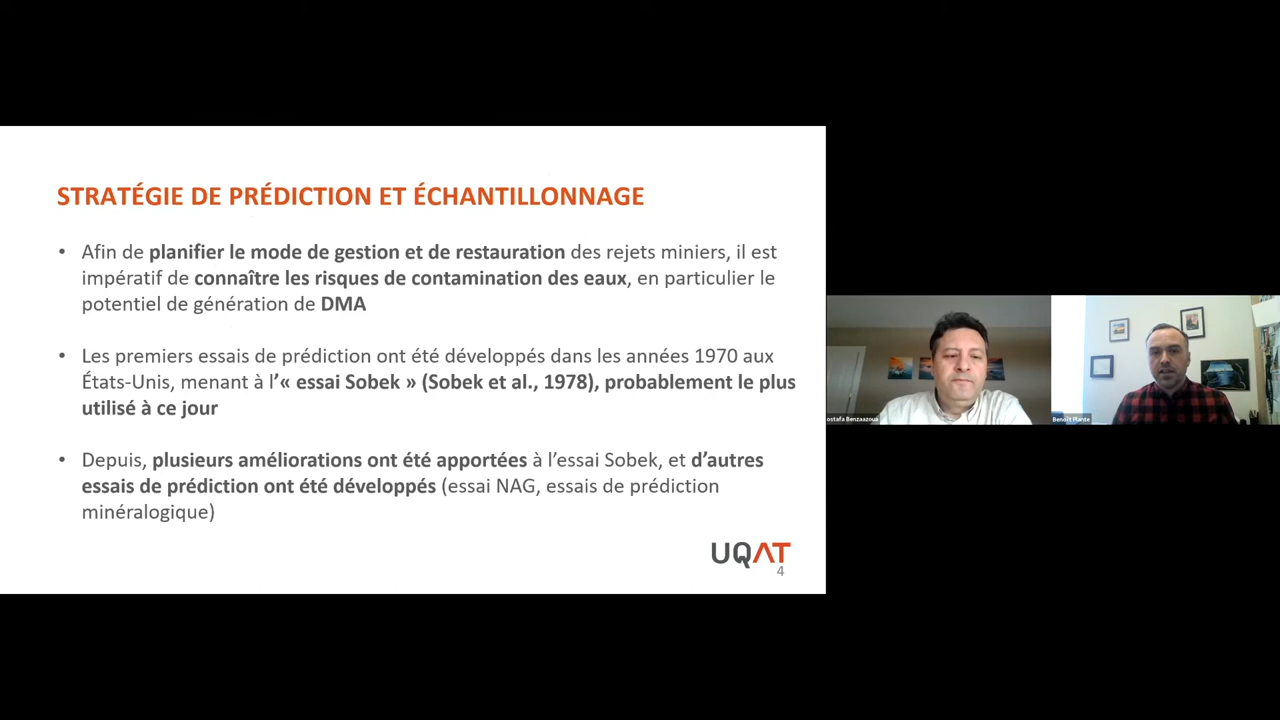 STRATÉGIE DE PRÉDICTION ET ÉCHANTILLONNAGE
• Afin de planifier le mode de gestion et de restauration des rejets miniers, il est
impératif de connaître les risques de contamination des eaux, en particulier le
potentiel de génération de DMA
• Les premiers essais de prédiction ont été développés dans les années 1970 aux
États-Unis, menant à l'« essai Sobek » (Sobek et al., 1978), probablement le plus
utilisé à ce jour
• Depuis, plusieurs améliorations ont été apportées à l'essai Sobek, et d'autres
essais de prédiction ont été développés (essai NAG, essais de prédiction
minéralogique)
UQAT
4
ostafa Benzaazoua
Benoît Plante